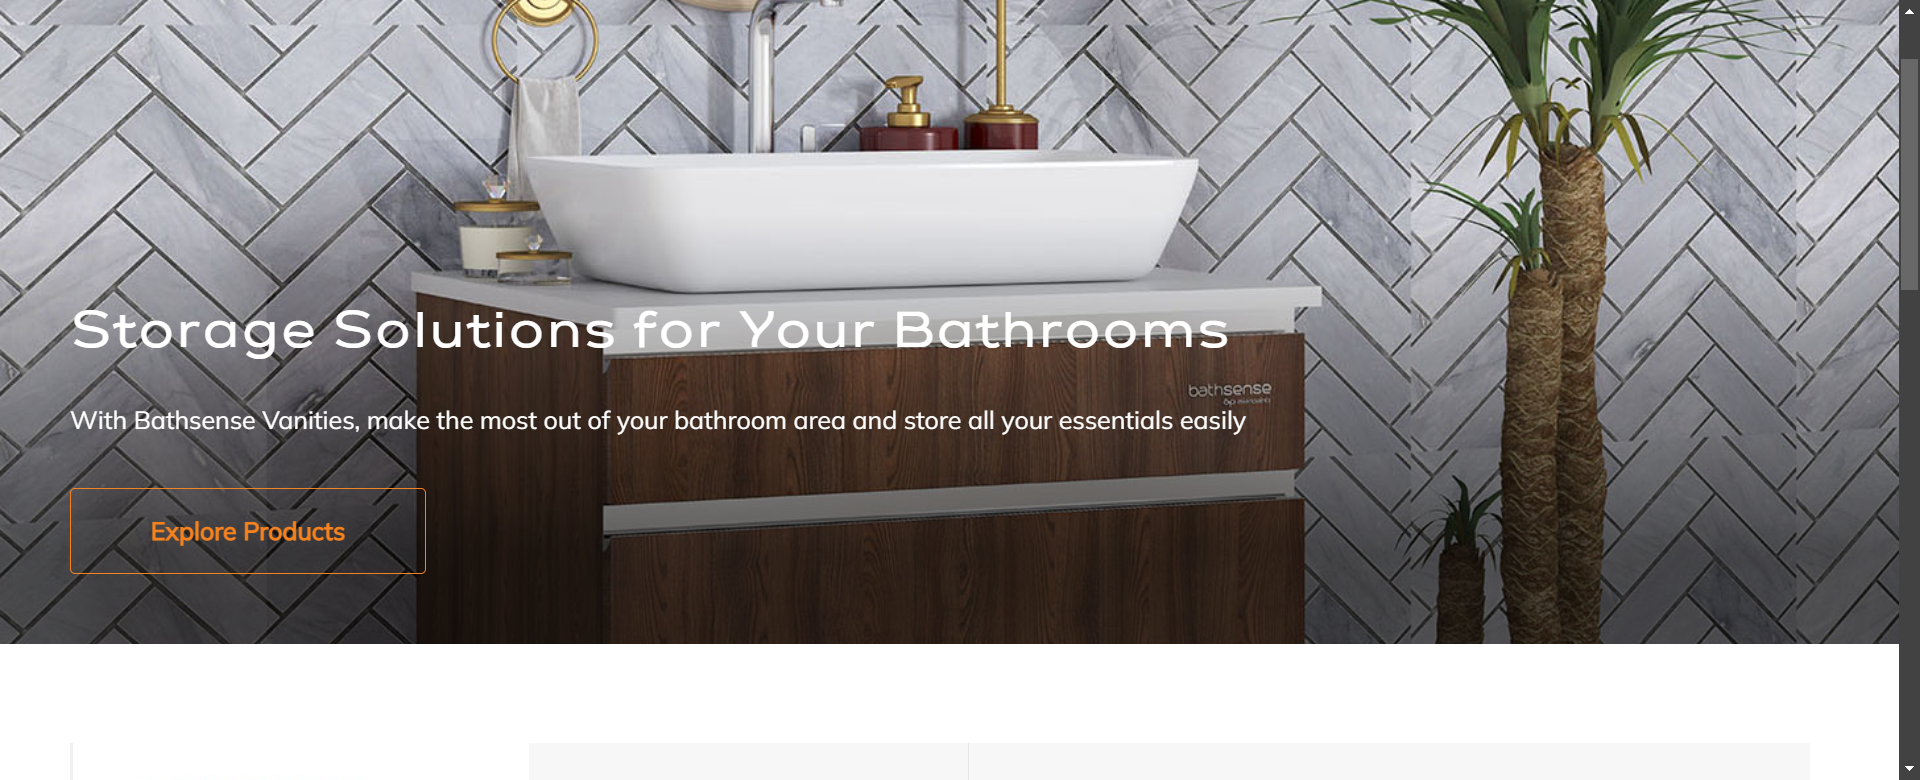 Storage Solutions for Your Bathrooms
bathsense
With Bathsense Vanities, make the most out of your bathroom area and store all your essentials easily
Explore Products